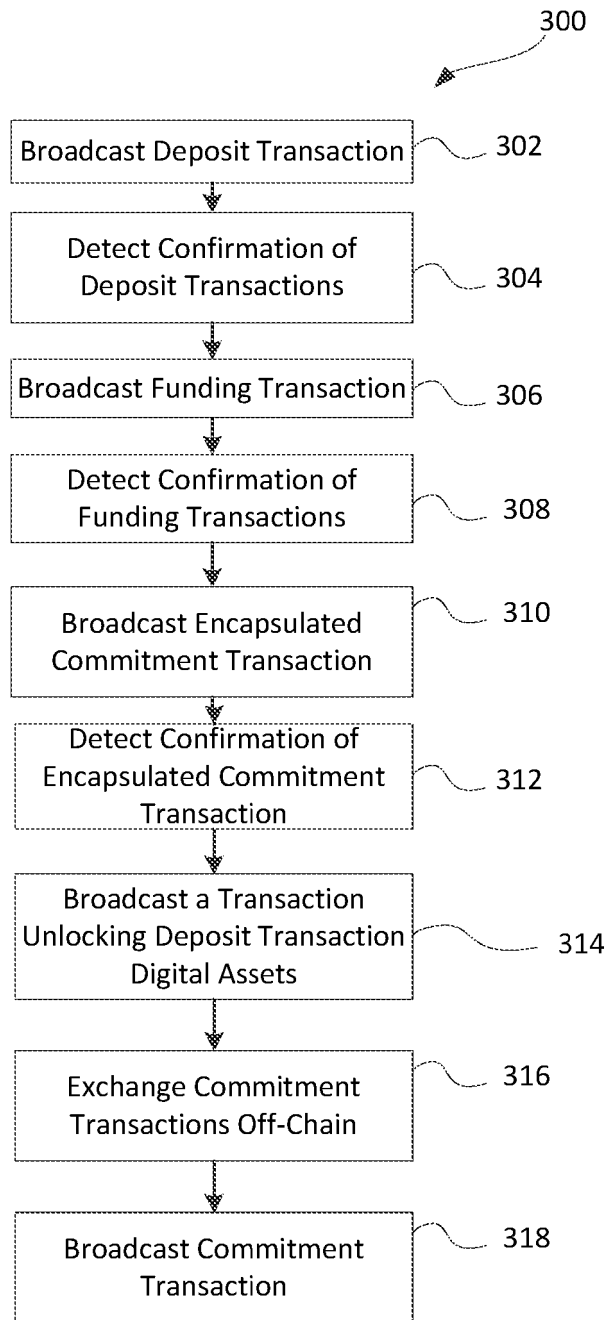 300
Broadcast Deposit Transaction
302
Detect Confirmation of
Deposit Transactions
304
Broadcast Funding Transaction
306
Detect Confirmation of
Funding Transactions
308
Broadcast Encapsulated
Commitment Transaction
310
Detect Confirmation of
Encapsulated Commitment
Transaction
312
Broadcast a Transaction
Unlocking Deposit Transaction
Digital Assets
314
Exchange Commitment
Transactions Off-Chain
316
Broadcast Commitment
Transaction
318